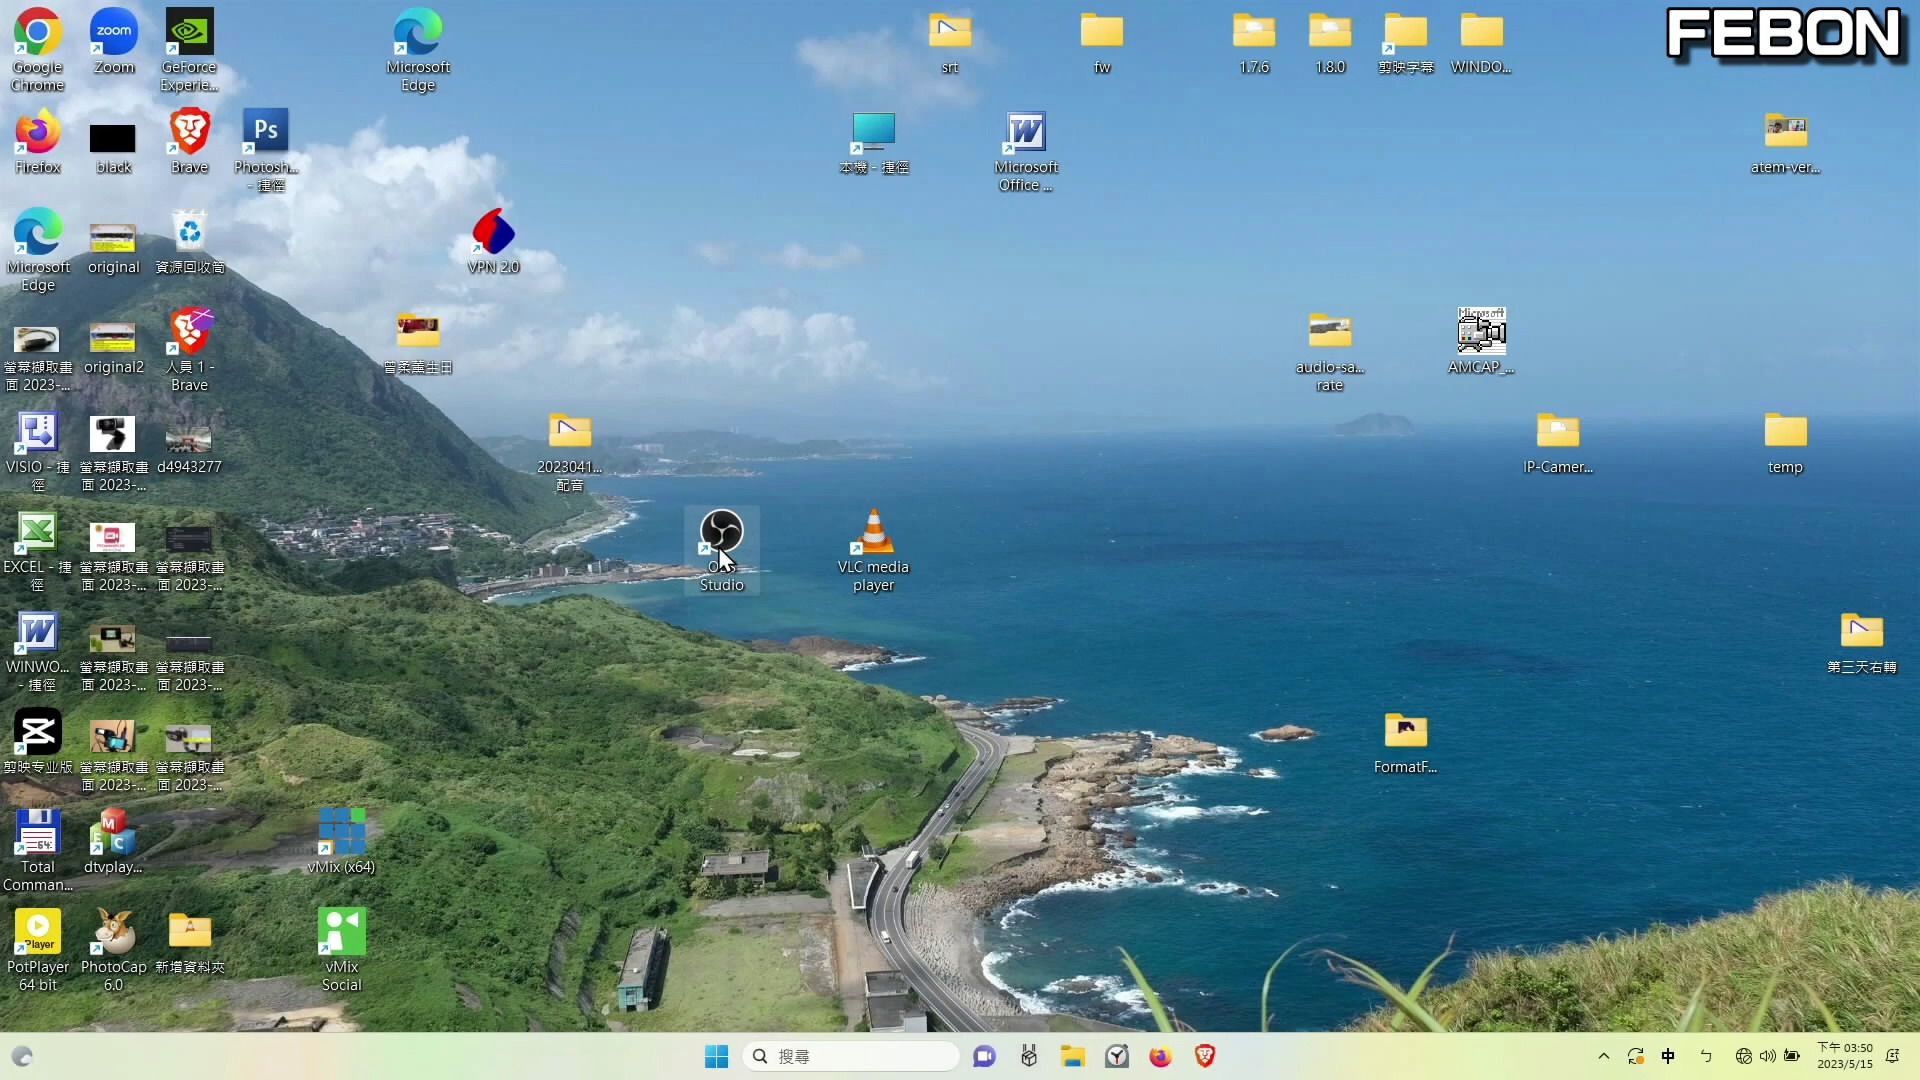 Google
Chrome
Zoom
GeForce
Experie...
Microsoft
Edge
srt
fw
1.7.6
1.8.0
剪映字幕
WINDO...
FEBON
Firefox
black
Brave
Photosh...
- 捷徑
本機 - 捷徑
Microsoft
Office ...
atem-ver...
Microsoft
Edge
original
資源回收筒
VPN 2.0
螢幕擷取畫
面 2023-...
original2
人員 1 -
Brave
曾柔薰生日
audio-sa...
rate
AMCAP_...
VISIO - 捷
徑
螢幕擷取畫
面 2023-...
d4943277
2023041...
配音
IP-Camer...
temp
EXCEL - 捷
徑
螢幕擷取畫
面 2023-...
螢幕擷取畫
面 2023-...
Studio
VLC media
player
WINWO...
- 捷徑
螢幕擷取畫
面 2023-...
螢幕擷取畫
面 2023-...
第三天右轉
剪映专业版
螢幕擷取畫
面 2023-...
螢幕擷取畫
面 2023-...
FormatF...
Total
Comman...
dtvplay...
vMix (x64)
PotPlayer
64 bit
PhotoCap
6.0
新增資料夾
vMix
Social
搜尋
中
ㄅ
下午 03:50
2023/5/15